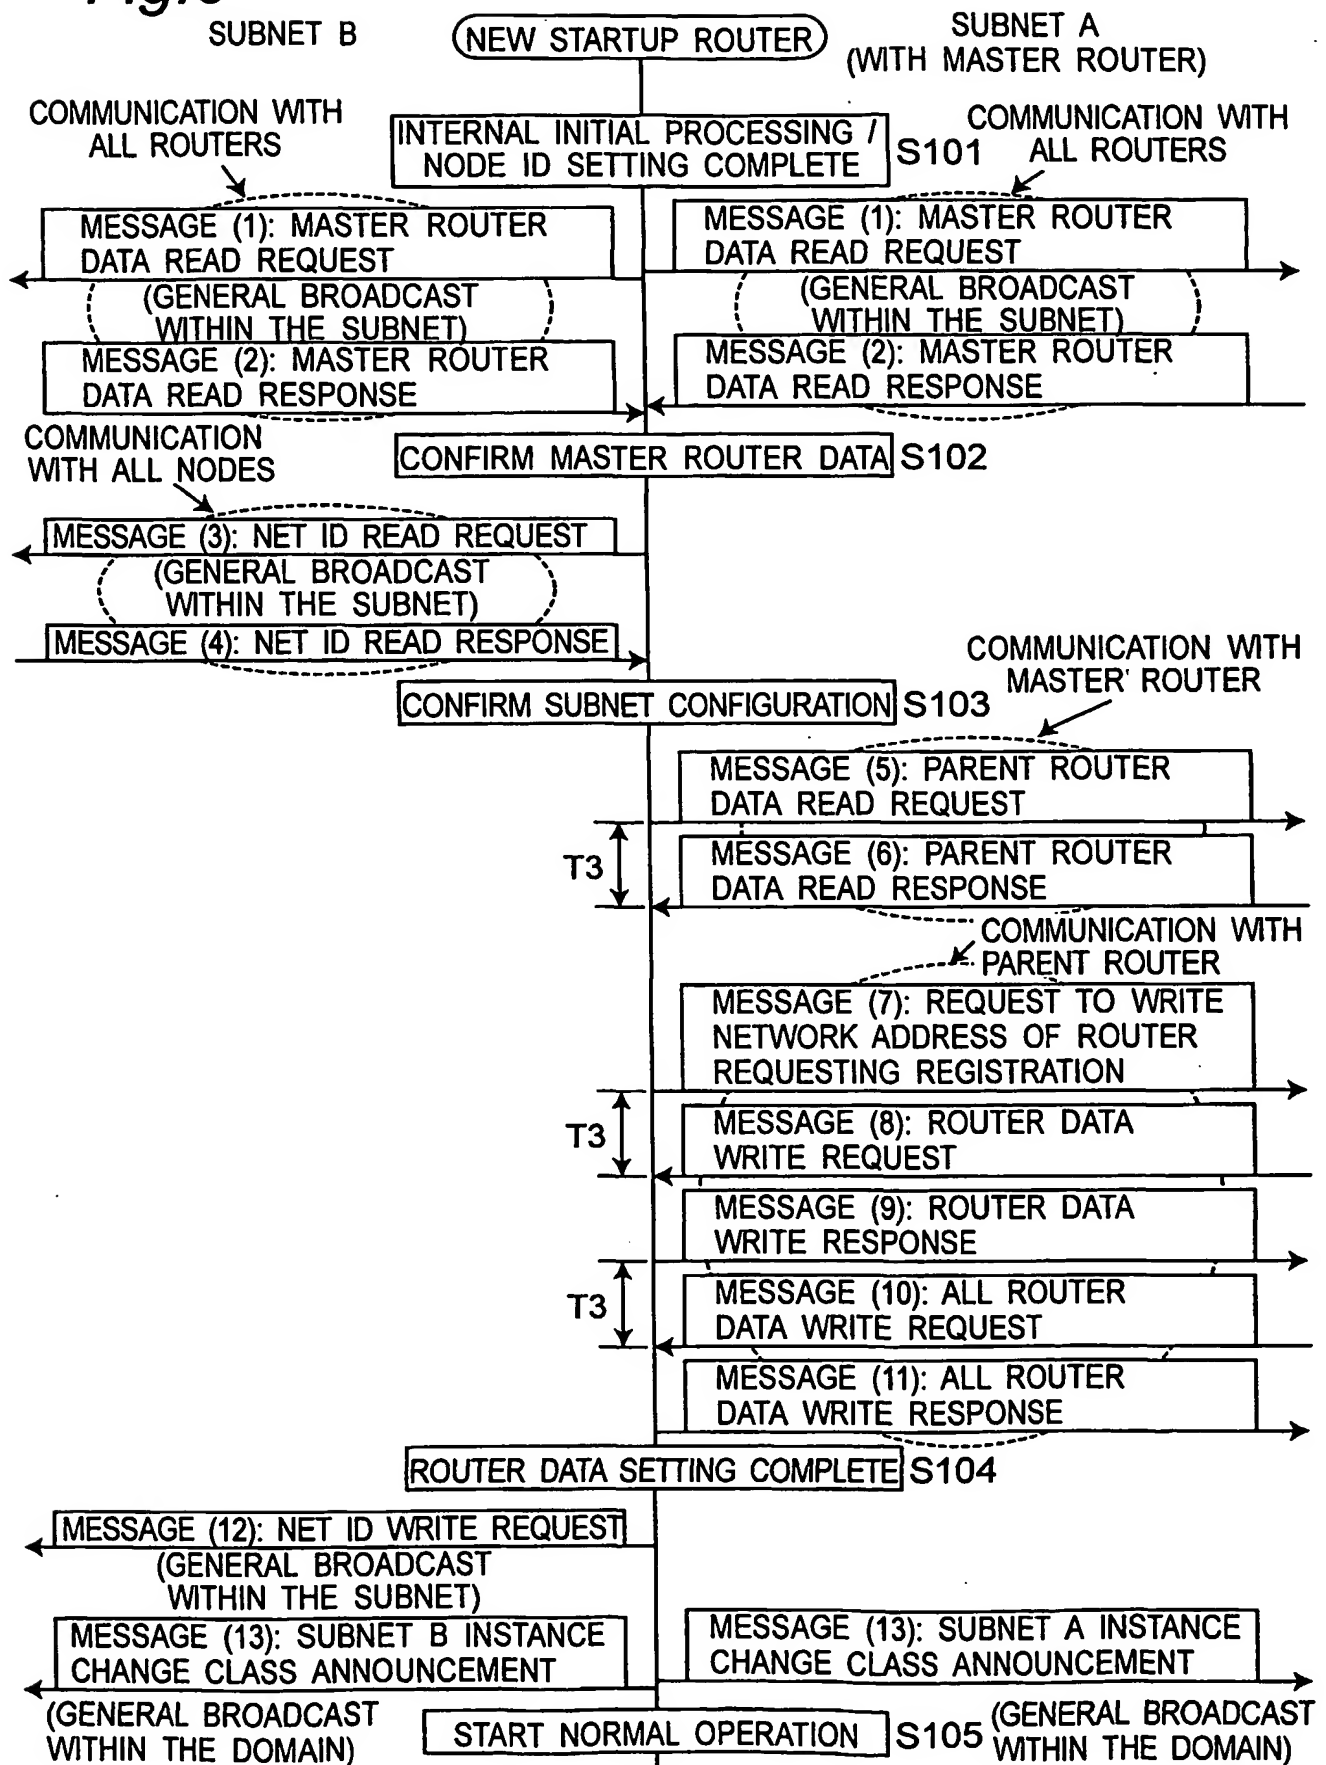 SUBNET B
NEW STARTUP ROUTER
SUBNET A
(WITH MASTER ROUTER)
COMMUNICATION WITH
ALL ROUTERS
INTERNAL INITIAL PROCESSING /
NODE ID SETTING COMPLETE
S101
COMMUNICATION WITH
ALL ROUTERS
MESSAGE (1): MASTER ROUTER
DATA READ REQUEST
(GENERAL BROADCAST
WITHIN THE SUBNET)
MESSAGE (2): MASTER ROUTER
DATA READ RESPONSE
MESSAGE (1): MASTER ROUTER
DATA READ REQUEST
(GENERAL BROADCAST
WITHIN THE SUBNET)
MESSAGE (2): MASTER ROUTER
DATA READ RESPONSE
CONFIRM MASTER ROUTER DATA
S102
COMMUNICATION
WITH ALL NODES
MESSAGE (3): NET ID READ REQUEST
(GENERAL BROADCAST
WITHIN THE SUBNET)
MESSAGE (4): NET ID READ RESPONSE
CONFIRM SUBNET CONFIGURATION
S103
COMMUNICATION WITH
MASTER ROUTER
MESSAGE (5): PARENT ROUTER
DATA READ REQUEST
T3
MESSAGE (6): PARENT ROUTER
DATA READ RESPONSE
COMMUNICATION WITH
PARENT ROUTER
MESSAGE (7): REQUEST TO WRITE
NETWORK ADDRESS OF ROUTER
REQUESTING REGISTRATION
T3
MESSAGE (8): ROUTER DATA
WRITE REQUEST
MESSAGE (9): ROUTER DATA
WRITE RESPONSE
T3
MESSAGE (10): ALL ROUTER
DATA WRITE REQUEST
MESSAGE (11): ALL ROUTER
DATA WRITE RESPONSE
ROUTER DATA SETTING COMPLETE
S104
MESSAGE (12): NET ID WRITE REQUEST
(GENERAL BROADCAST
WITHIN THE SUBNET)
MESSAGE (13): SUBNET B INSTANCE
CHANGE CLASS ANNOUNCEMENT
(GENERAL BROADCAST
WITHIN THE DOMAIN)
MESSAGE (13): SUBNET A INSTANCE
CHANGE CLASS ANNOUNCEMENT
START NORMAL OPERATION
S105
(GENERAL BROADCAST
WITHIN THE DOMAIN)